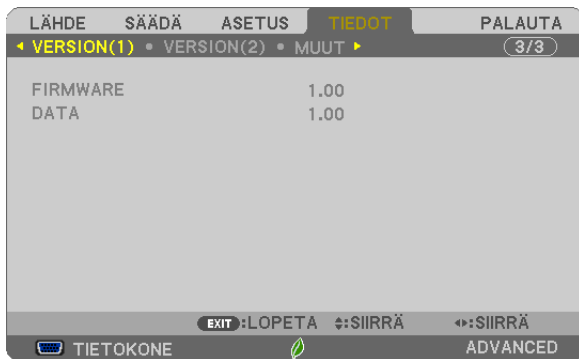 LÄHDE SÄÄDÄ ASETUS TIEDOT PALAUTA
VERSION(1) • VERSION(2) • MUUT 3/3
FIRMWARE 1.00
DATA 1.00
EXIT :LOPETA :SIIRRÄ :SIIRRÄ
TIETOKONE ADVANCED